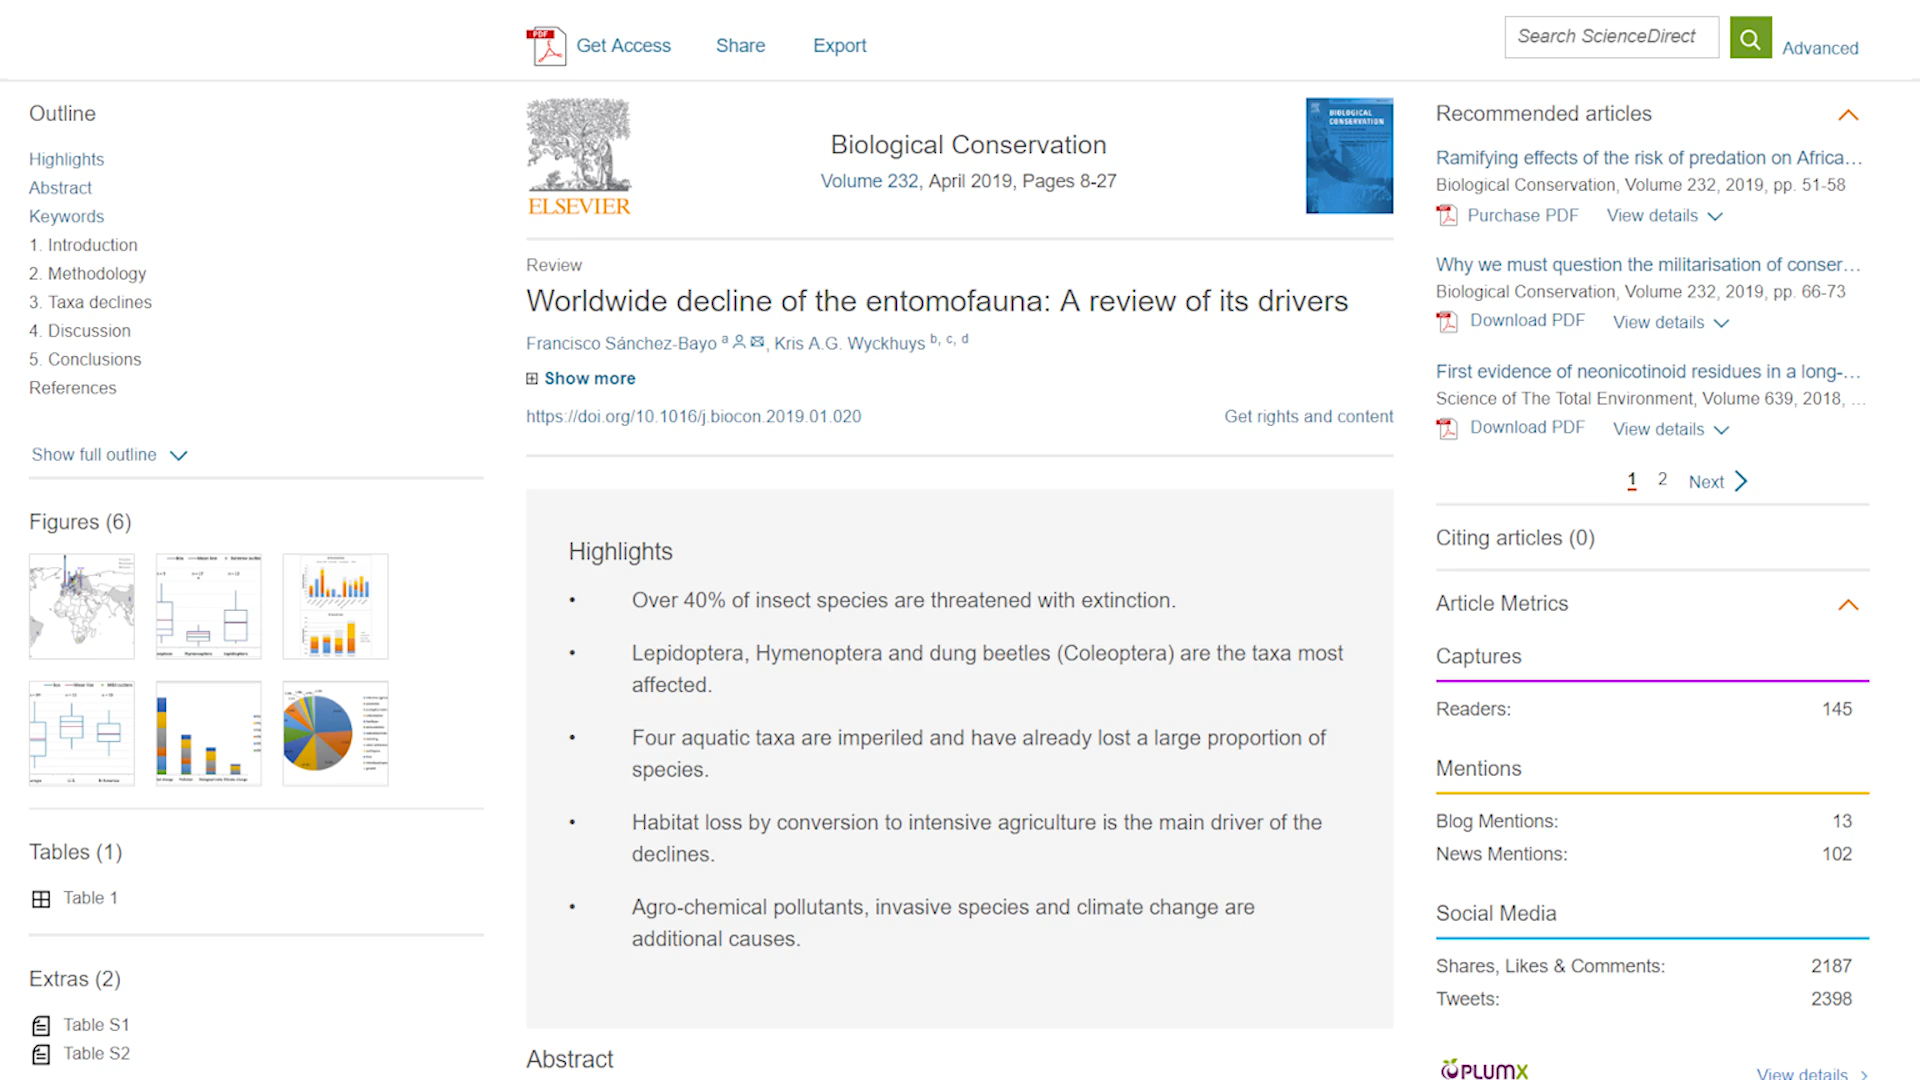 Get Access
Share
Export
Search ScienceDirect
Advanced
Outline
Highlights
Abstract
Keywords
1. Introduction
2. Methodology
3. Taxa declines
4. Discussion
5. Conclusions
References
Show full outline
Figures (6)
Tables (1)
Table 1
Extras (2)
Table S1
Table S2
ELSEVIER
Biological Conservation
Volume 232, April 2019, Pages 8-27
BIOLOGICAL
CONSERVATION
Review
Worldwide decline of the entomofauna: A review of its drivers
Francisco Sánchez-Bayo a, Kris A.G. Wyckhuys b, c, d
Show more
https://doi.org/10.1016/j.biocon.2019.01.020
Get rights and content
Highlights
• Over 40% of insect species are threatened with extinction.
• Lepidoptera, Hymenoptera and dung beetles (Coleoptera) are the taxa most
affected.
• Four aquatic taxa are imperiled and have already lost a large proportion of
species.
• Habitat loss by conversion to intensive agriculture is the main driver of the
declines.
• Agro-chemical pollutants, invasive species and climate change are
additional causes.
Abstract
Recommended articles
Ramifying effects of the risk of predation on Africa…
Biological Conservation, Volume 232, 2019, pp. 51-58
PDF Purchase PDF View details
Why we must question the militarisation of conser…
Biological Conservation, Volume 232, 2019, pp. 66-73
Download PDF View details
First evidence of neonicotinoid residues in a long-…
Science of The Total Environment, Volume 639, 2018, …
Download PDF View details
1 2 Next
Citing articles (0)
Article Metrics
Captures
Readers: 145
Mentions
Blog Mentions: 13
News Mentions: 102
Social Media
Shares, Likes & Comments: 2187
Tweets: 2398
PLUMX
View details